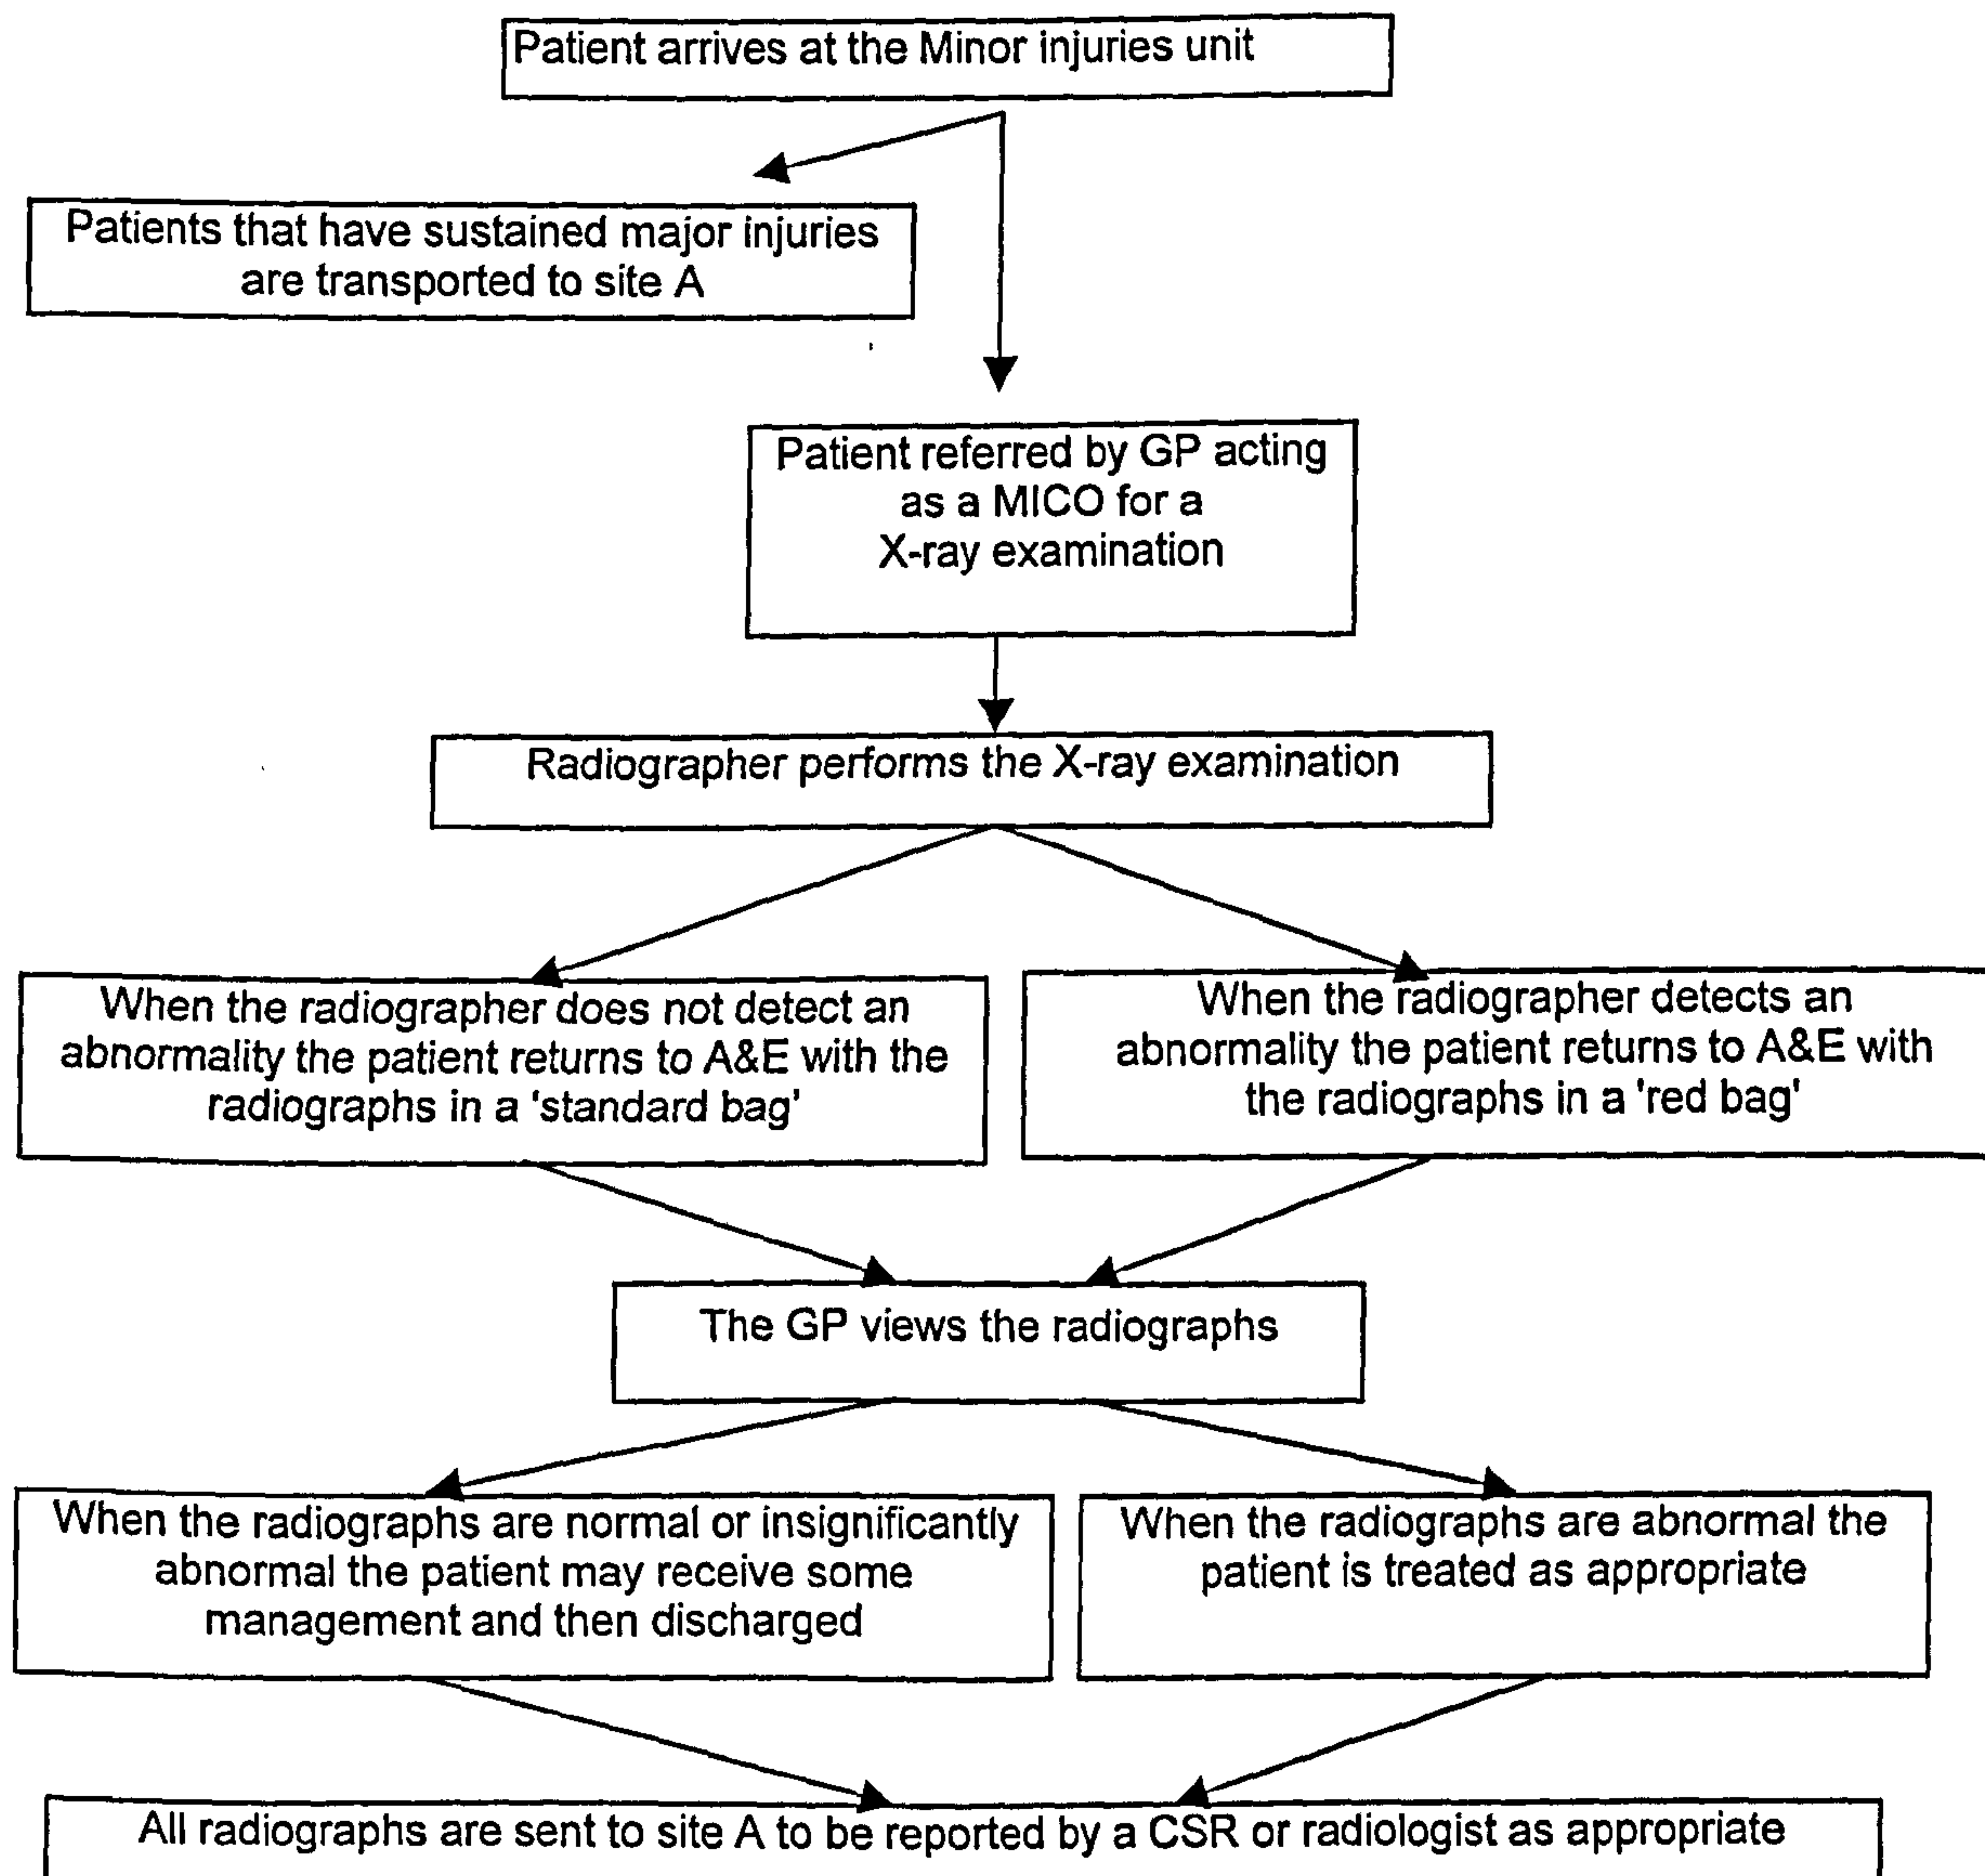 Patient arrives at the Minor injuries unit
Patients that have sustained major injuries
are transported to site A
Patient referred by GP acting
as a MICO for a
X-ray examination
Radiographer performs the X-ray examination
When the radiographer does not detect an
abnormality the patient returns to A&E with the
radiographs in a 'standard bag'
When the radiographer detects an
abnormality the patient returns to A&E with
the radiographs in a 'red bag'
The GP views the radiographs
When the radiographs are normal or insignificantly
abnormal the patient may receive some
management and then discharged
When the radiographs are abnormal the
patient is treated as appropriate
All radiographs are sent to site A to be reported by a CSR or radiologist as appropriate